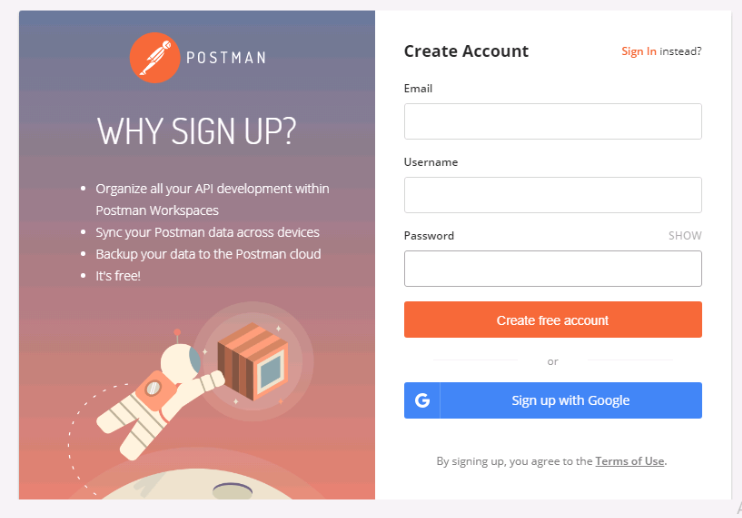 POSTMAN
WHY SIGN UP?
• Organize all your API development within
Postman Workspaces
• Sync your Postman data across devices
• Backup your data to the Postman cloud
• It's free!
Create Account
Sign In instead?
Email
Username
Password SHOW
Create free account
or
G Sign up with Google
By signing up, you agree to the Terms of Use.